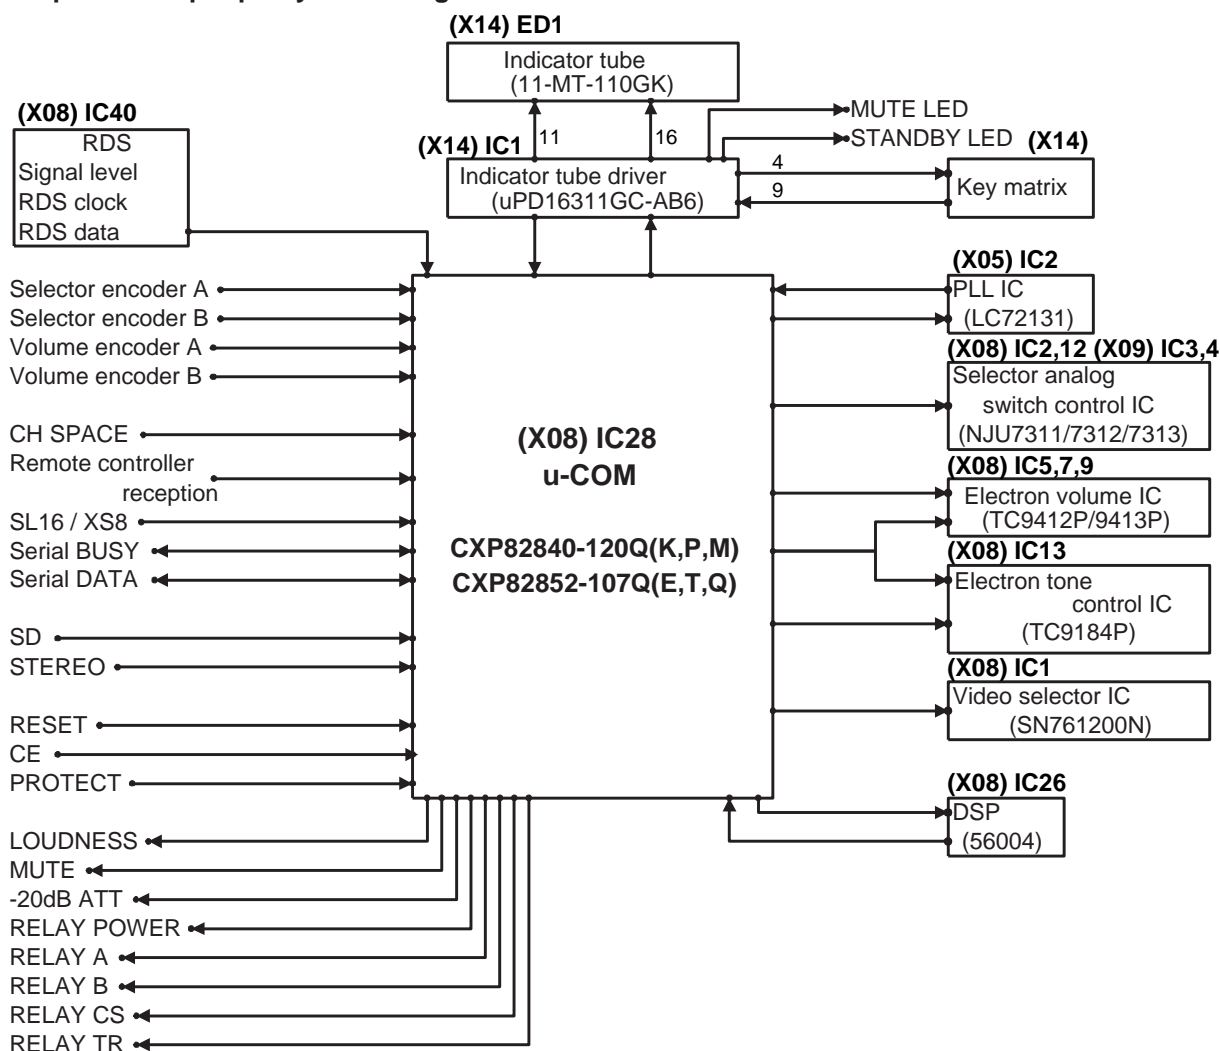 (X14) ED1
Indicator tube
(11-MT-110GK)
(X08) IC40
RDS
Signal level
RDS clock
RDS data
11
16
MUTE LED
STANDBY LED
(X14) IC1
Indicator tube driver
(uPD16311GC-AB6)
4
9
(X14)
Key matrix
Selector encoder A
Selector encoder B
Volume encoder A
Volume encoder B
CH SPACE
Remote controller
reception
SL16 / XS8
Serial BUSY
Serial DATA
SD
STEREO
RESET
CE
PROTECT
LOUDNESS
MUTE
-20dB ATT
RELAY POWER
RELAY A
RELAY B
RELAY CS
RELAY TR
(X08) IC28
u-COM
CXP82840-120Q(K,P,M)
CXP82852-107Q(E,T,Q)
(X05) IC2
PLL IC
(LC72131)
(X08) IC2,12 (X09) IC3,4
Selector analog
switch control IC
(NJU7311/7312/7313)
(X08) IC5,7,9
Electron volume IC
(TC9412P/9413P)
(X08) IC13
Electron tone
control IC
(TC9184P)
(X08) IC1
Video selector IC
(SN761200N)
(X08) IC26
DSP
(56004)